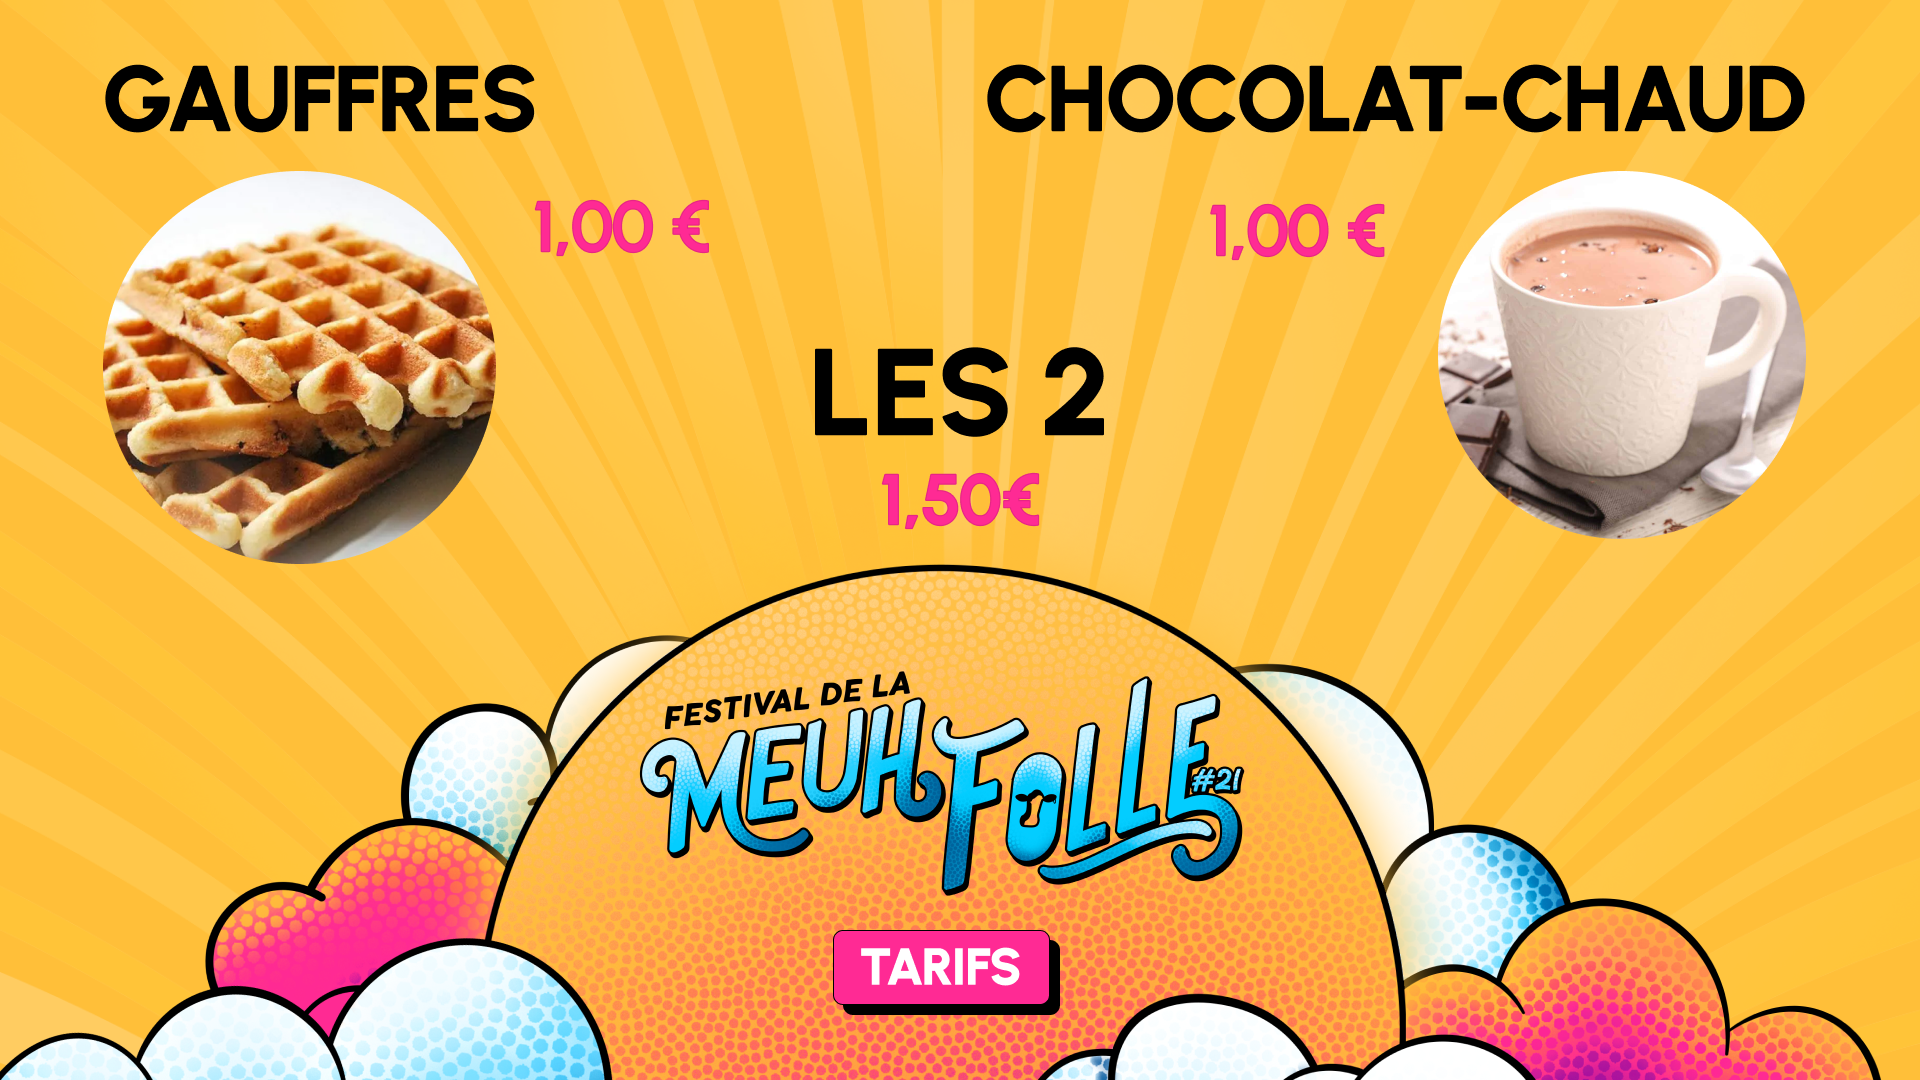 GAUFFRES
1,00 €
CHOCOLAT-CHAUD
1,00 €
LES 2
1,50€
FESTIVAL DE LA
MEUH FOLLE
#21
TARIFS